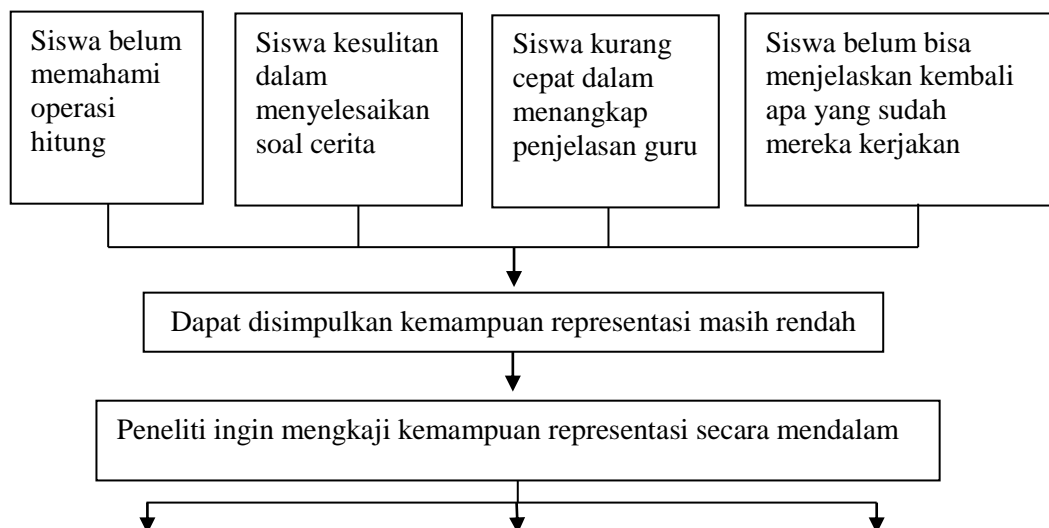 Siswa belum
memahami
operasi
hitung
Siswa kesulitan
dalam
menyelesaikan
soal cerita
Siswa kurang
cepat dalam
menangkap
penjelasan guru
Siswa belum bisa
menjelaskan kembali
apa yang sudah
mereka kerjakan
Dapat disimpulkan kemampuan representasi masih rendah
Peneliti ingin mengkaji kemampuan representasi secara mendalam